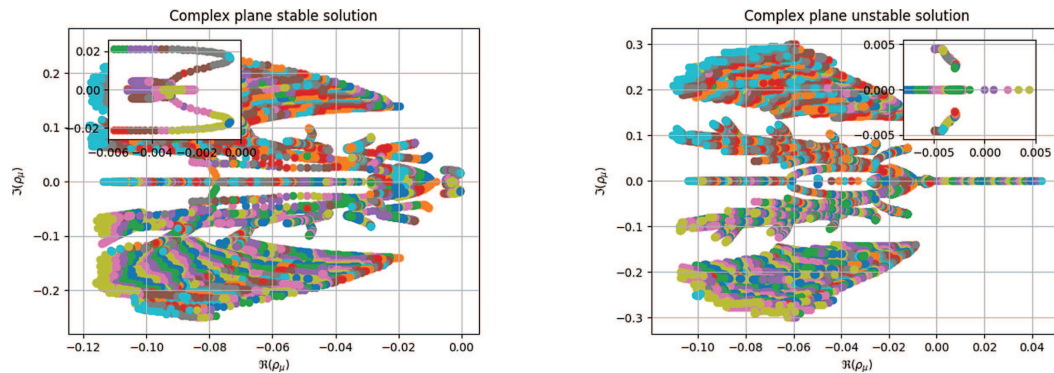 Complex plane stable solution
0.2
0.1
0.0
−0.1
−0.2
ℑ(ρμ)
−0.12 −0.10 −0.08 −0.06 −0.04 −0.02 0.00
ℜ(ρμ)
0.02
0.00
−0.02
−0.006 −0.004 −0.002 0.000
Complex plane unstable solution
0.3
0.2
0.1
0.0
−0.1
−0.2
−0.3
ℑ(ρμ)
−0.10 −0.08 −0.06 −0.04 −0.02 0.00 0.02 0.04
ℜ(ρμ)
0.005
0.000
−0.005
−0.005 0.000 0.005